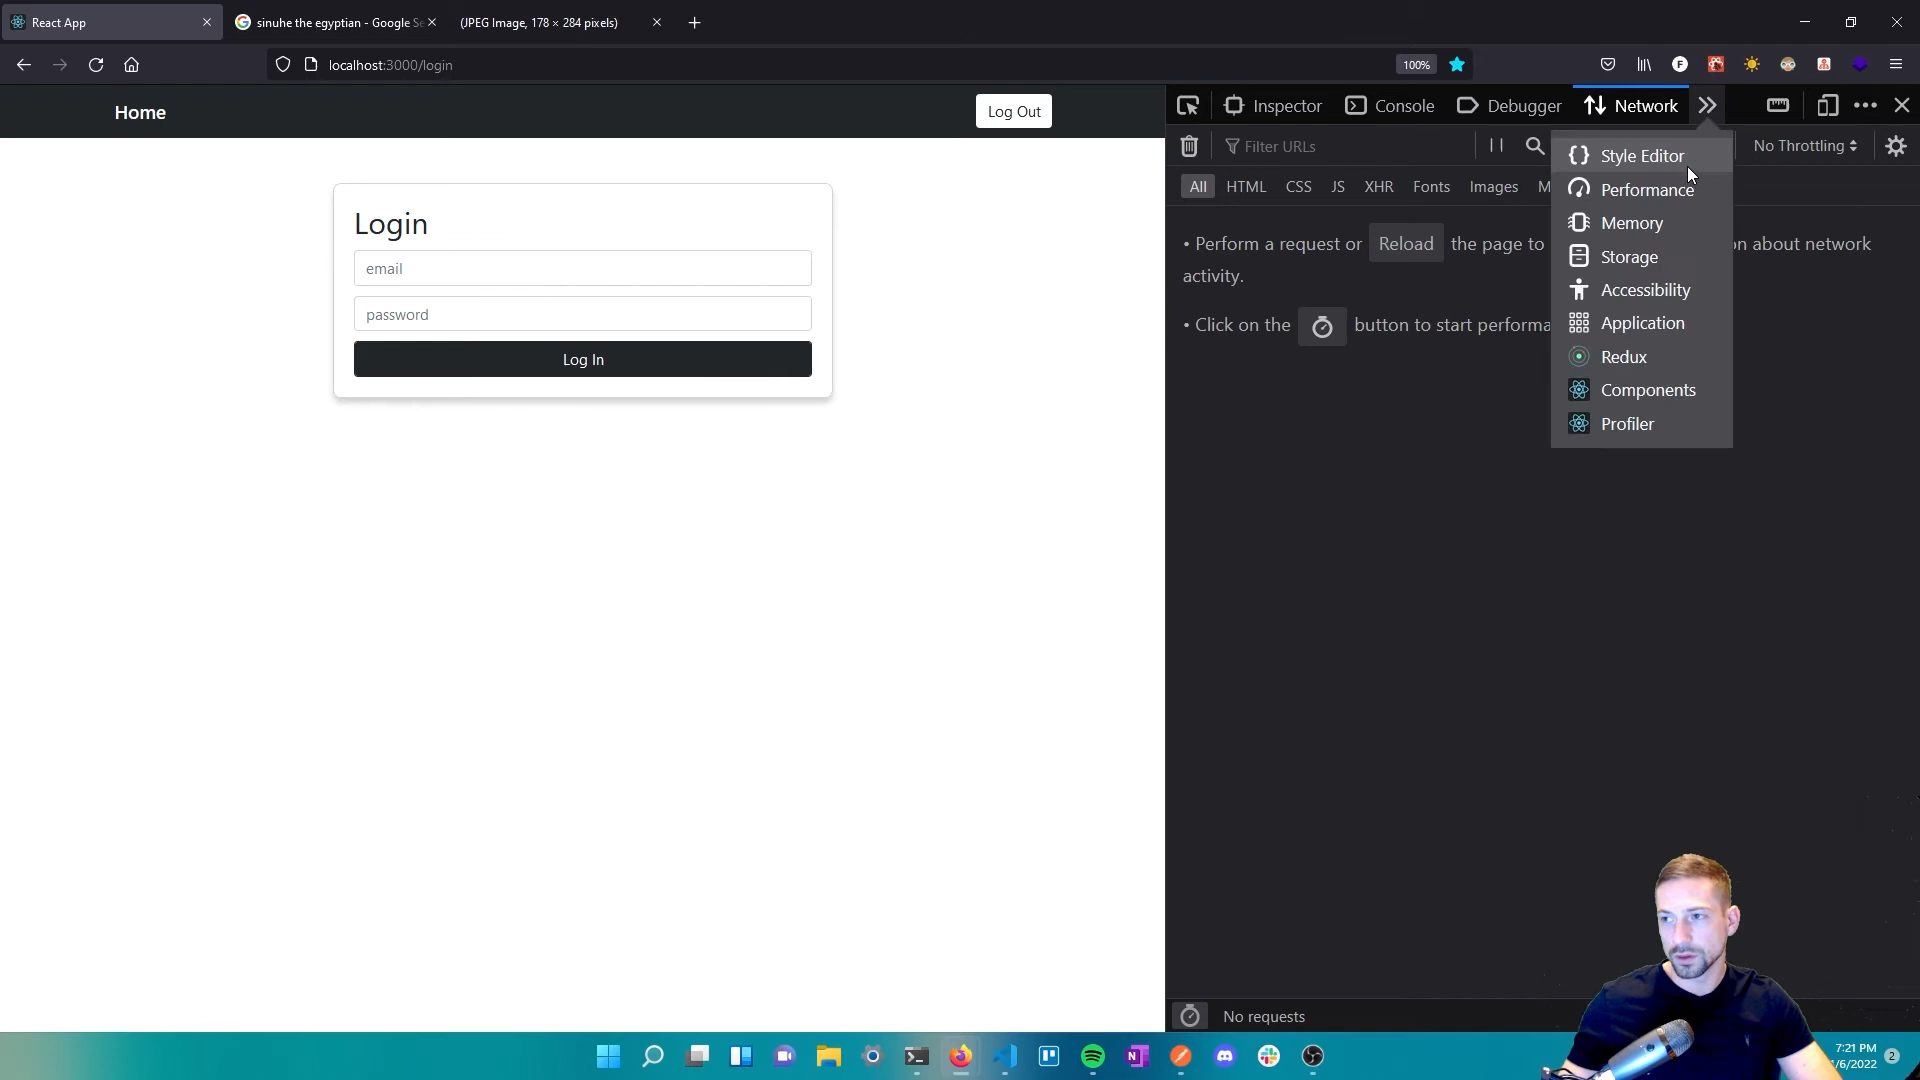 React App
sinuhe the egyptian - Google Se
(JPEG Image, 178 × 284 pixels)
localhost:3000/login
100%
Home
Log Out
Inspector
Console
Debugger
Network
Filter URLs
No Throttling
All
HTML
CSS
JS
XHR
Fonts
Images
M
Style Editor
Performance
Memory
Storage
Accessibility
Application
Redux
Components
Profiler
Login
email
password
Log In
• Perform a request or Reload the page to n about network
activity.
• Click on the button to start performa
No requests
7:21 PM
/6/2022
2